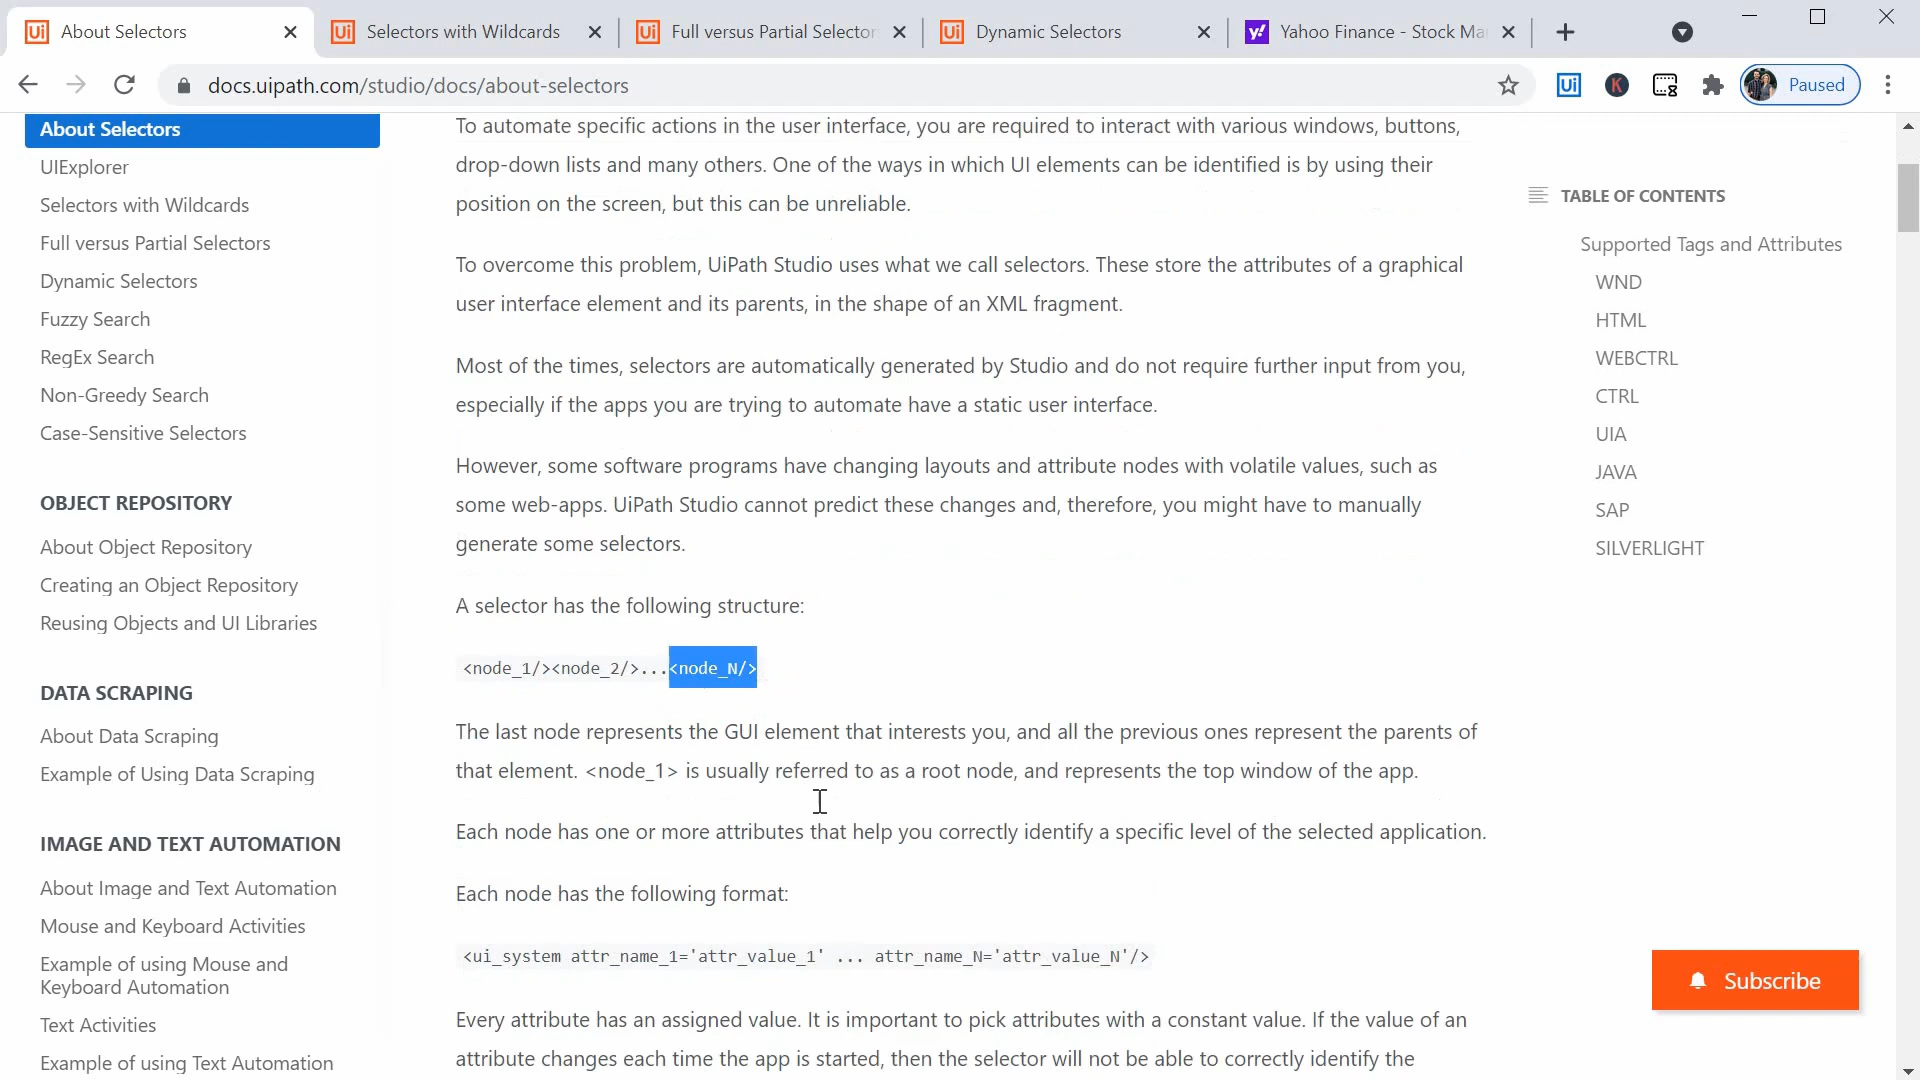 About Selectors
Selectors with Wildcards
Full versus Partial Selector
Dynamic Selectors
Yahoo Finance - Stock Ma
docs.uipath.com/studio/docs/about-selectors
Paused
About Selectors
UIExplorer
Selectors with Wildcards
Full versus Partial Selectors
Dynamic Selectors
Fuzzy Search
RegEx Search
Non-Greedy Search
Case-Sensitive Selectors
OBJECT REPOSITORY
About Object Repository
Creating an Object Repository
Reusing Objects and UI Libraries
DATA SCRAPING
About Data Scraping
Example of Using Data Scraping
IMAGE AND TEXT AUTOMATION
About Image and Text Automation
Mouse and Keyboard Activities
Example of using Mouse and
Keyboard Automation
Text Activities
Example of using Text Automation
To automate specific actions in the user interface, you are required to interact with various windows, buttons,
drop-down lists and many others. One of the ways in which UI elements can be identified is by using their
position on the screen, but this can be unreliable.
To overcome this problem, UiPath Studio uses what we call selectors. These store the attributes of a graphical
user interface element and its parents, in the shape of an XML fragment.
Most of the times, selectors are automatically generated by Studio and do not require further input from you,
especially if the apps you are trying to automate have a static user interface.
However, some software programs have changing layouts and attribute nodes with volatile values, such as
some web-apps. UiPath Studio cannot predict these changes and, therefore, you might have to manually
generate some selectors.
A selector has the following structure:
<node_1/><node_2/>...<node_N/>
The last node represents the GUI element that interests you, and all the previous ones represent the parents of
that element. <node_1> is usually referred to as a root node, and represents the top window of the app.
Each node has one or more attributes that help you correctly identify a specific level of the selected application.
Each node has the following format:
<ui_system attr_name_1='attr_value_1' ... attr_name_N='attr_value_N'/>
Every attribute has an assigned value. It is important to pick attributes with a constant value. If the value of an
attribute changes each time the app is started, then the selector will not be able to correctly identify the
TABLE OF CONTENTS
Supported Tags and Attributes
WND
HTML
WEBCTRL
CTRL
UIA
JAVA
SAP
SILVERLIGHT
Subscribe